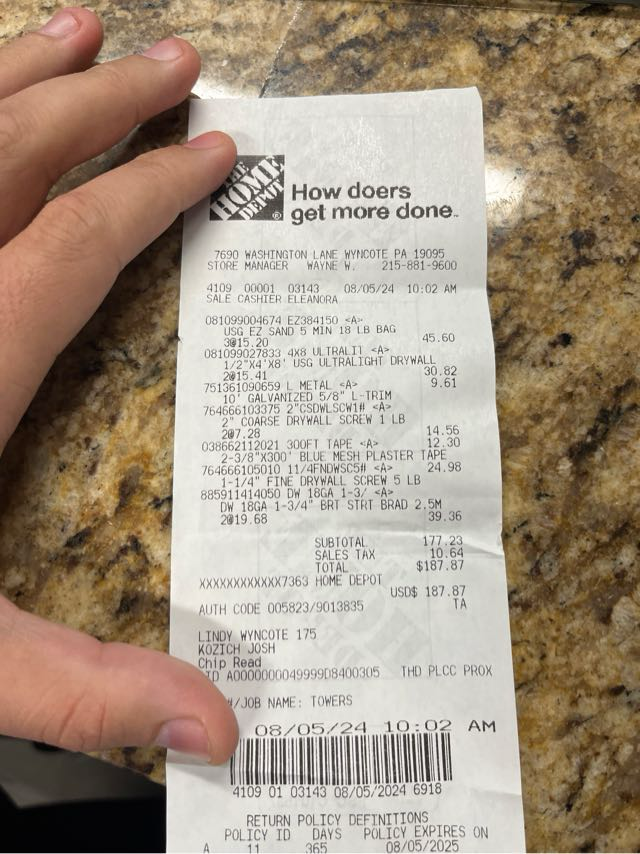 THE HOME DEPOT
How doers
get more done™
7690 WASHINGTON LANE WYNCOTE PA 19095
STORE MANAGER WAYNE W. 215-881-9600
4109 00001 03143 08/05/24 10:02 AM
SALE CASHIER ELEANORA
081099004674 EZ384150 <A>
USG EZ SAND 5 MIN 18 LB BAG
3@15.20 45.60
081099027833 4X8 ULTRALIT <A>
1/2"X4'X8' USG ULTRALIGHT DRYWALL
2@15.41 30.82
751361090659 L METAL <A> 9.61
10' GALVANIZED 5/8" L-TRIM
764666103375 2"CSDWLSCW1# <A>
2" COARSE DRYWALL SCREW 1 LB
2@7.28 14.56
038662112021 300FT TAPE <A> 12.30
2-3/8"X300' BLUE MESH PLASTER TAPE
764666105010 11/4FNDWSC5# <A> 24.98
1-1/4" FINE DRYWALL SCREW 5 LB
885911414050 DW 18GA 1-3/ <A>
DW 18GA 1-3/4" BRT STRT BRAD 2.5M
2@19.68 39.36
SUBTOTAL 177.23
SALES TAX 10.64
TOTAL $187.87
XXXXXXXXXXXX7363 HOME DEPOT
USD$ 187.87
AUTH CODE 005823/9013835 TA
LINDY WYNCOTE 175
KOZICH JOSH
Chip Read
ID A0000000049999D8400305 THD PLCC PROX
#/JOB NAME: TOWERS
08/05/24 10:02 AM
4109 01 03143 08/05/2024 6918
RETURN POLICY DEFINITIONS
POLICY ID DAYS POLICY EXPIRES ON
A 11 365 08/05/2025